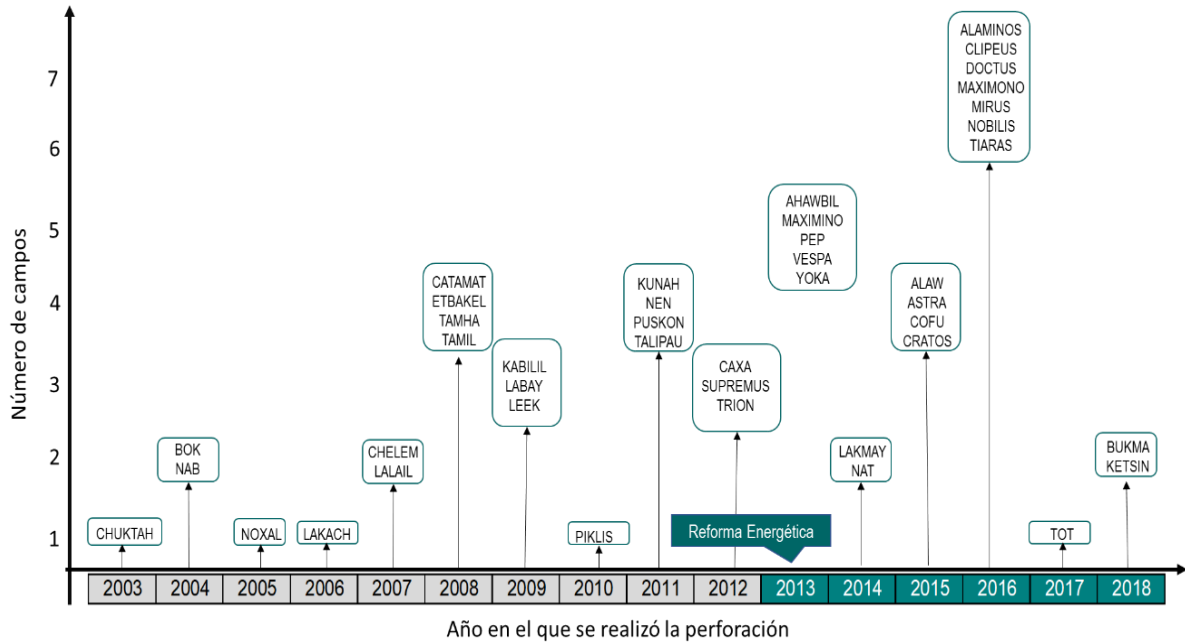 Número de campos
7
6
5
4
3
2
1
CHUKTAH
BOK
NAB
NOXAL
LAKACH
CHELEM
LALAIL
CATAMAT
ETBAKEL
TAMHA
TAMIL
KABILIL
LABAY
LEEK
PIKLIS
KUNAH
NEN
PUSKON
TALIPAU
CAXA
SUPREMUS
TRION
Reforma Energética
AHAWBIL
MAXIMINO
PEP
VESPA
YOKA
LAKMAY
NAT
ALAW
ASTRA
COFU
CRATOS
ALAMINOS
CLIPEUS
DOCTUS
MAXIMONO
MIRUS
NOBILIS
TIARAS
TOT
BUKMA
KETSIN
2003 2004 2005 2006 2007 2008 2009 2010 2011 2012 2013 2014 2015 2016 2017 2018
Año en el que se realizó la perforación